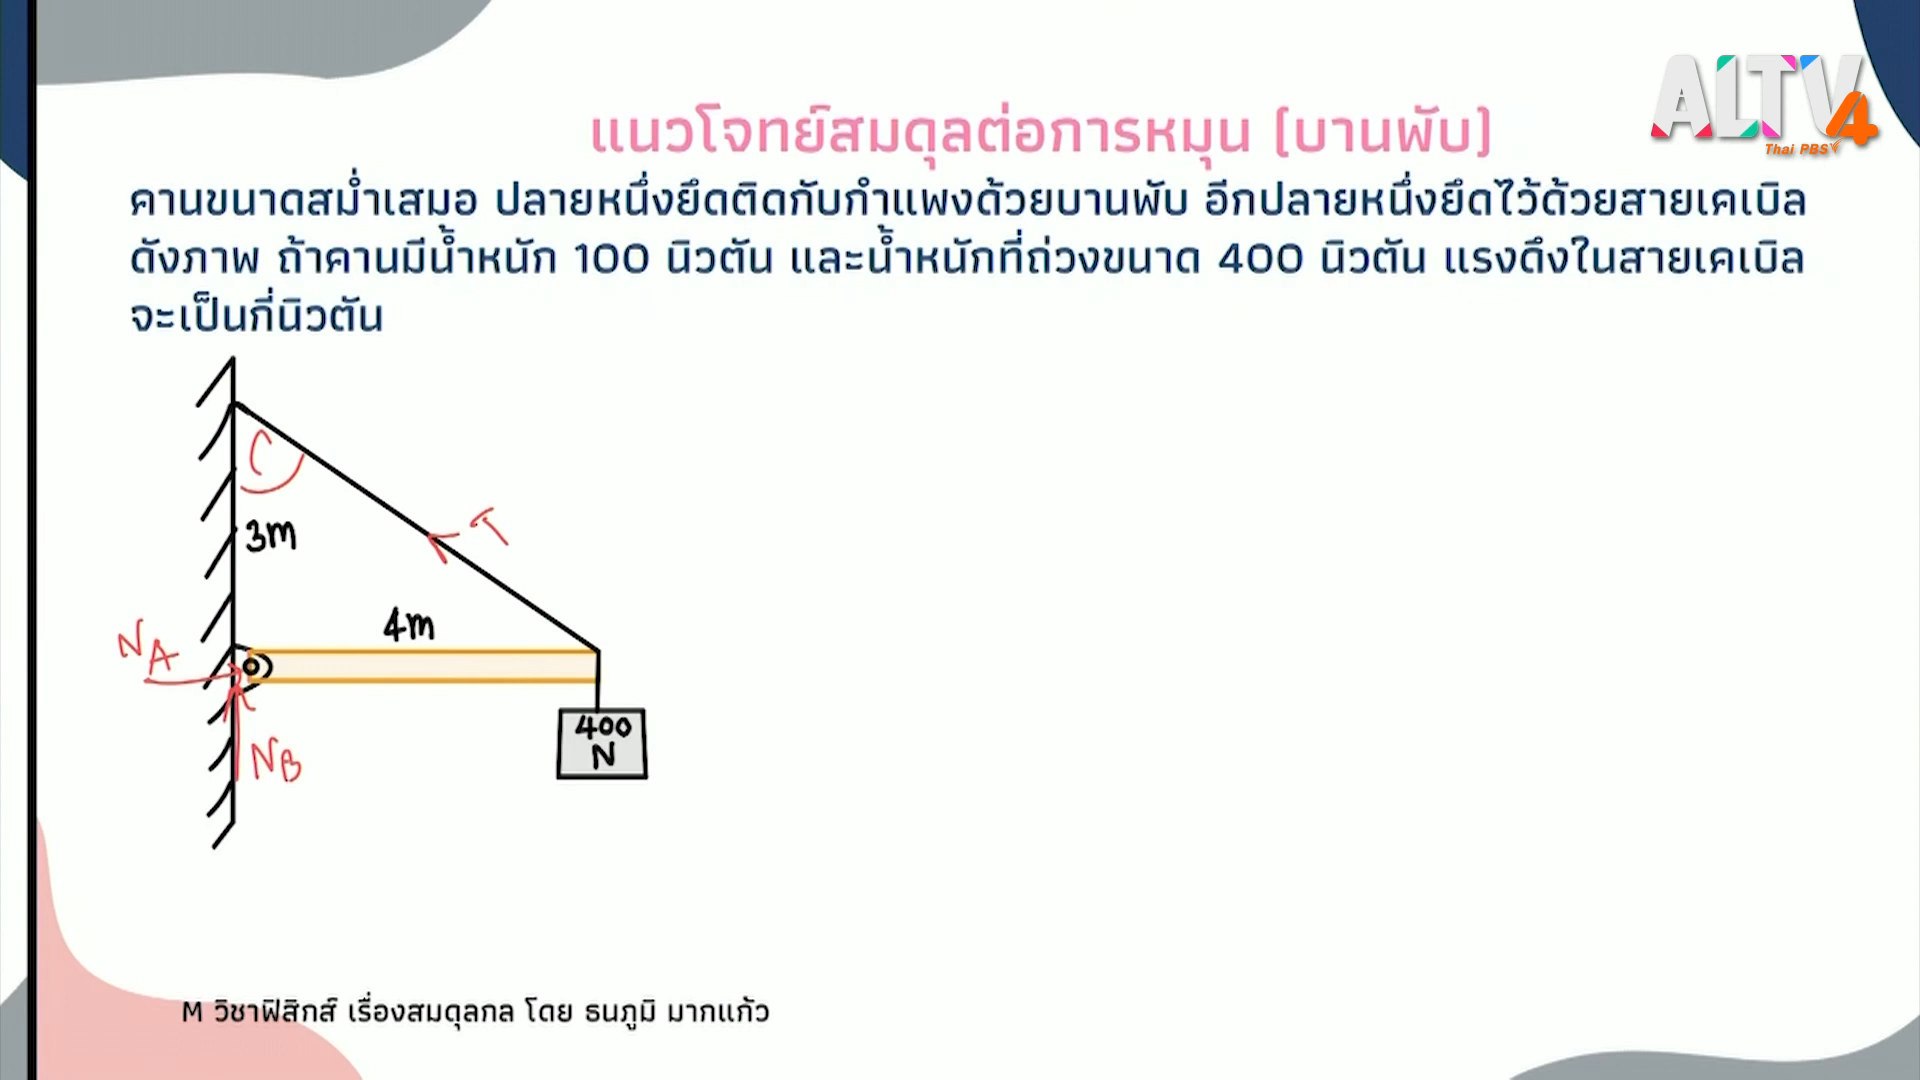 ALTV4
Thai PBS
แนวโจทย์สมดุลต่อการหมุน (บานพับ)
คานขนาดสม่ำเสมอ ปลายหนึ่งยึดติดกับกำแพงด้วยบานพับ อีกปลายหนึ่งยึดไว้ด้วยสายเคเบิล
ดังภาพ ถ้าคานมีน้ำหนัก 100 นิวตัน และน้ำหนักที่ถ่วงขนาด 400 นิวตัน แรงดึงในสายเคเบิล
จะเป็นกี่นิวตัน
C
T
3m
4m
NA
400
N
NB
M วิชาฟิสิกส์ เรื่องสมดุลกล โดย ธนภูมิ มากแก้ว